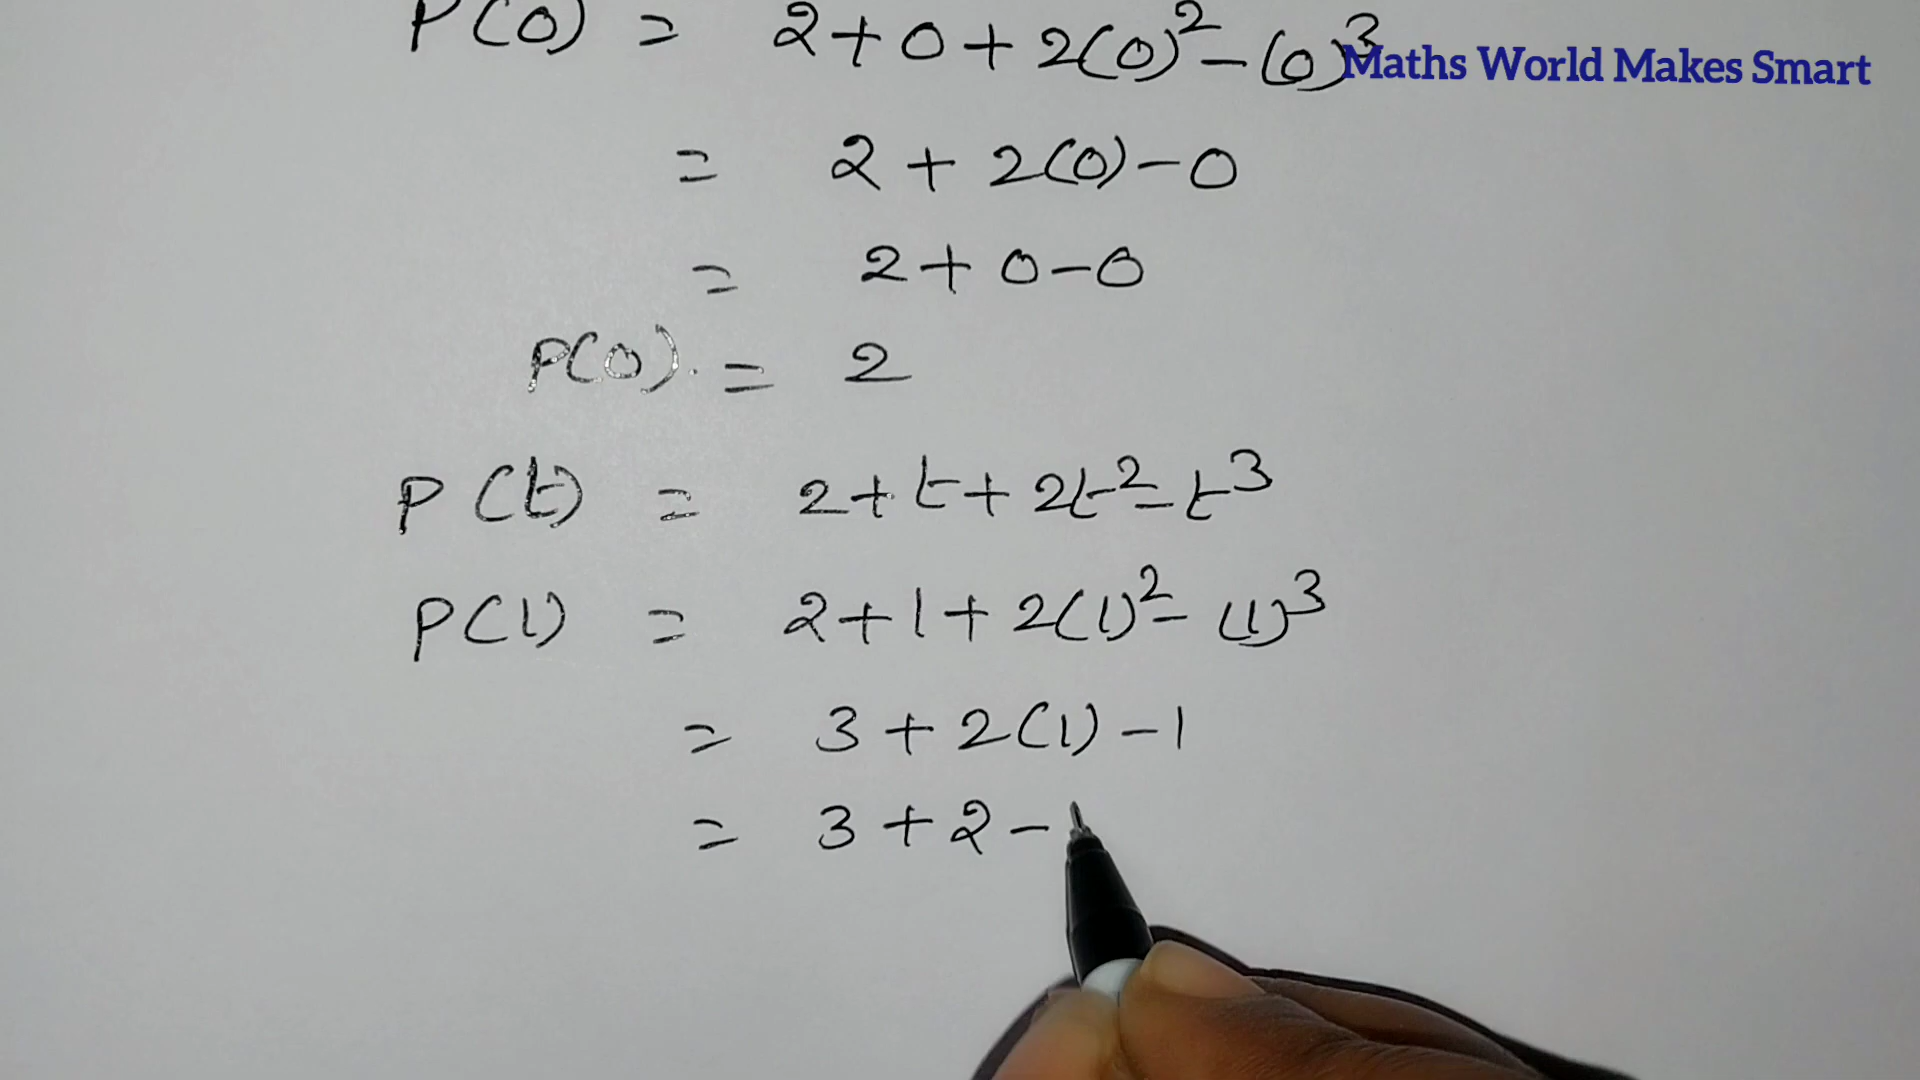 P(0) = 2+0+2(0)²-(0)³
Maths World Makes Smart
= 2+2(0)-0
= 2+0-0
P(0). = 2
P(t) = 2+t+2t²-t³
P(1) = 2+1+2(1)²-(1)³
= 3+2(1)-1
= 3+2-